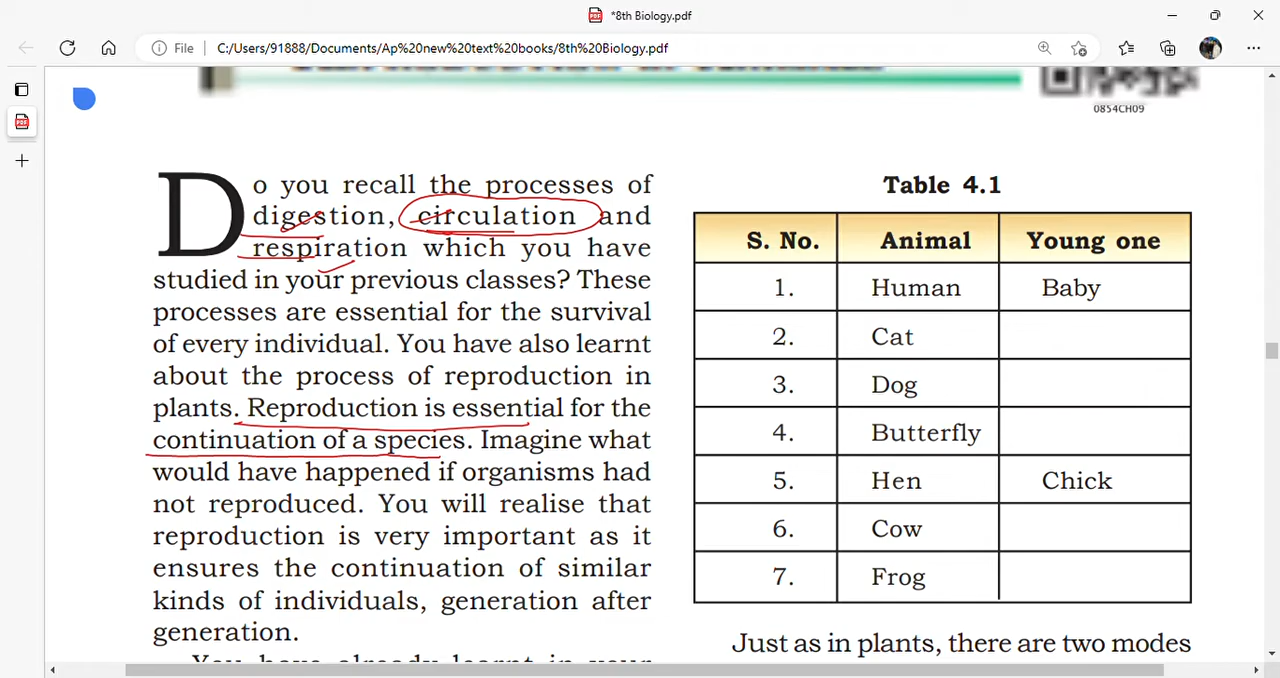 *8th Biology.pdf
File
C:/Users/91888/Documents/Ap%20new%20text%20books/8th%20Biology.pdf
0854CH09
Do you recall the processes of
digestion, circulation and
respiration which you have
studied in your previous classes? These
processes are essential for the survival
of every individual. You have also learnt
about the process of reproduction in
plants. Reproduction is essential for the
continuation of a species. Imagine what
would have happened if organisms had
not reproduced. You will realise that
reproduction is very important as it
ensures the continuation of similar
kinds of individuals, generation after
generation.
You have already learnt in your
Table 4.1
S. No. Animal Young one
1. Human Baby
2. Cat
3. Dog
4. Butterfly
5. Hen Chick
6. Cow
7. Frog
Just as in plants, there are two modes